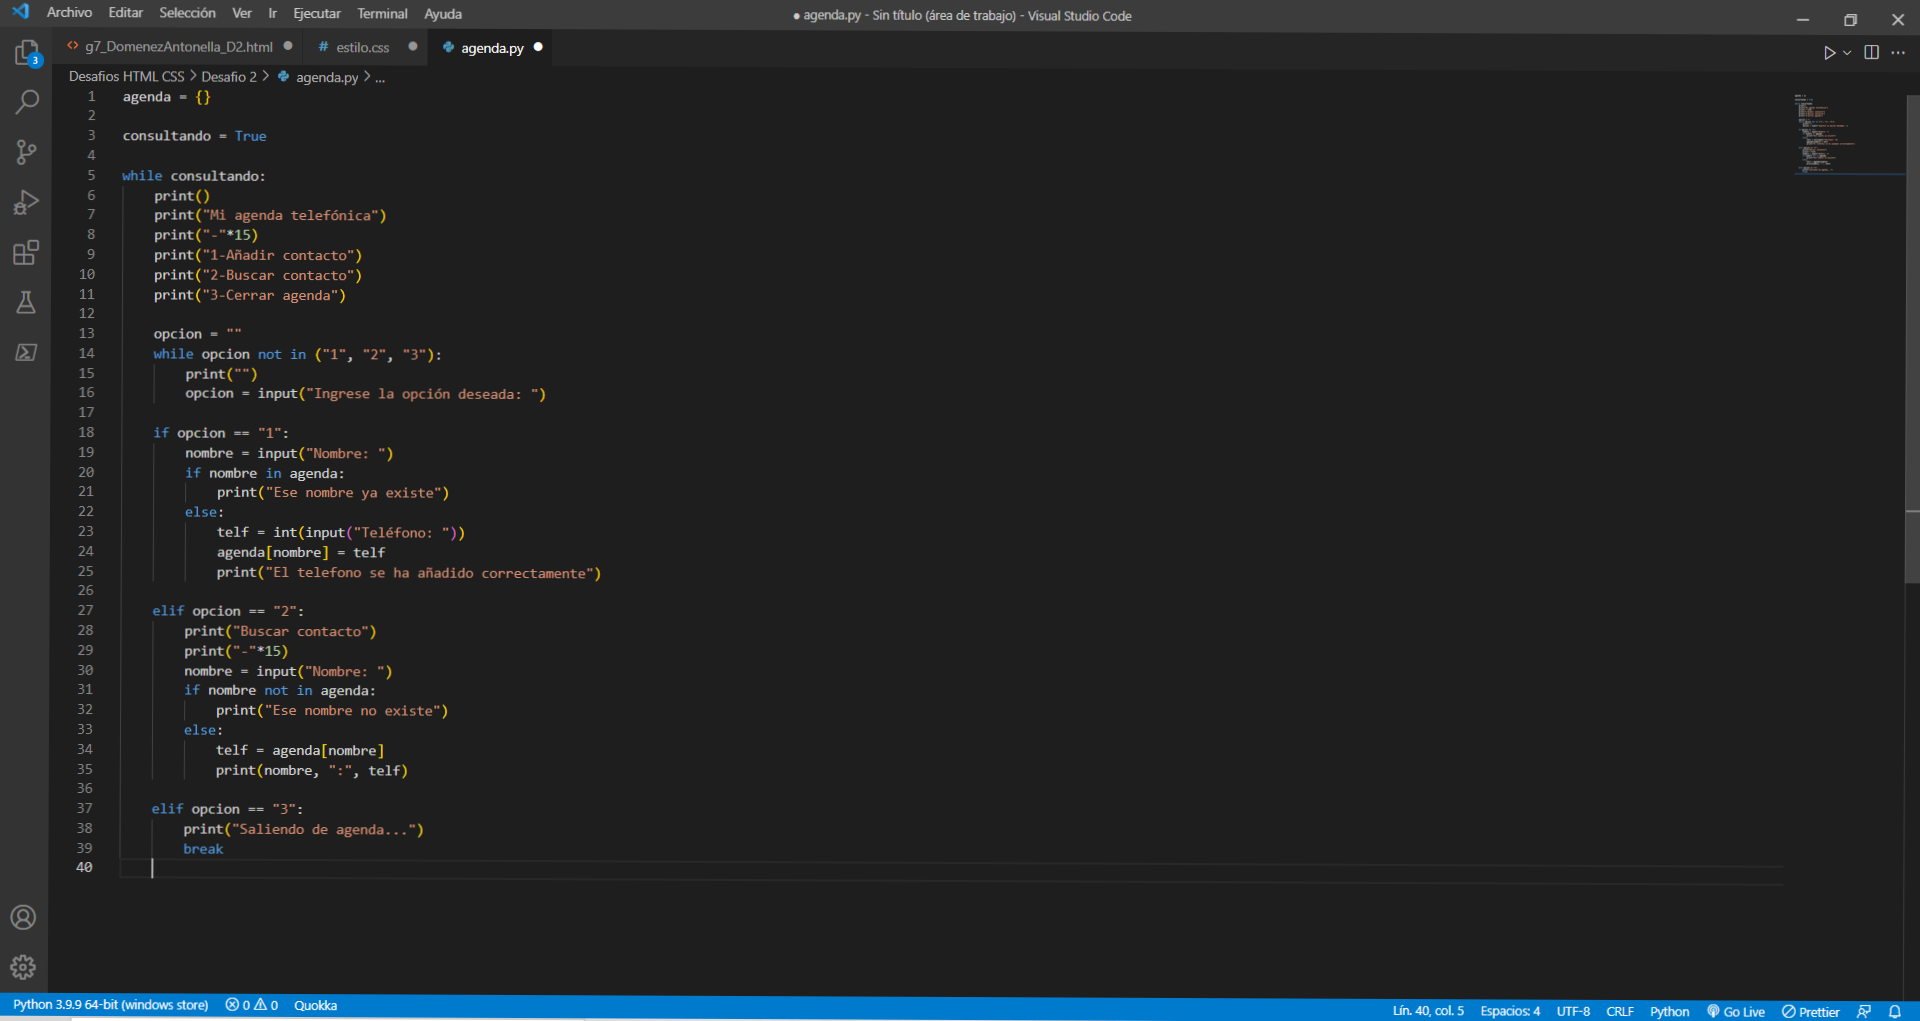 Archivo Editar Selección Ver Ir Ejecutar Terminal Ayuda
● agenda.py - Sin título (área de trabajo) - Visual Studio Code
g7_DomenezAntonella_D2.html
# estilo.css
agenda.py
3
Desafios HTML CSS > Desafio 2 > agenda.py > ...
1 agenda = {}
2
3 consultando = True
4
5 while consultando:
6     print()
7     print("Mi agenda telefónica")
8     print("-"*15)
9     print("1-Añadir contacto")
10     print("2-Buscar contacto")
11     print("3-Cerrar agenda")
12
13     opcion = ""
14     while opcion not in ("1", "2", "3"):
15         print("")
16         opcion = input("Ingrese la opción deseada: ")
17
18     if opcion == "1":
19         nombre = input("Nombre: ")
20         if nombre in agenda:
21             print("Ese nombre ya existe")
22         else:
23             telf = int(input("Teléfono: "))
24             agenda[nombre] = telf
25             print("El telefono se ha añadido correctamente")
26
27     elif opcion == "2":
28         print("Buscar contacto")
29         print("-"*15)
30         nombre = input("Nombre: ")
31         if nombre not in agenda:
32             print("Ese nombre no existe")
33         else:
34             telf = agenda[nombre]
35             print(nombre, ":", telf)
36
37     elif opcion == "3":
38         print("Saliendo de agenda...")
39         break
40
Python 3.9.9 64-bit (windows store) 0 0 Quokka
Lín. 40, col. 5 Espacios: 4 UTF-8 CRLF Python Go Live Prettier